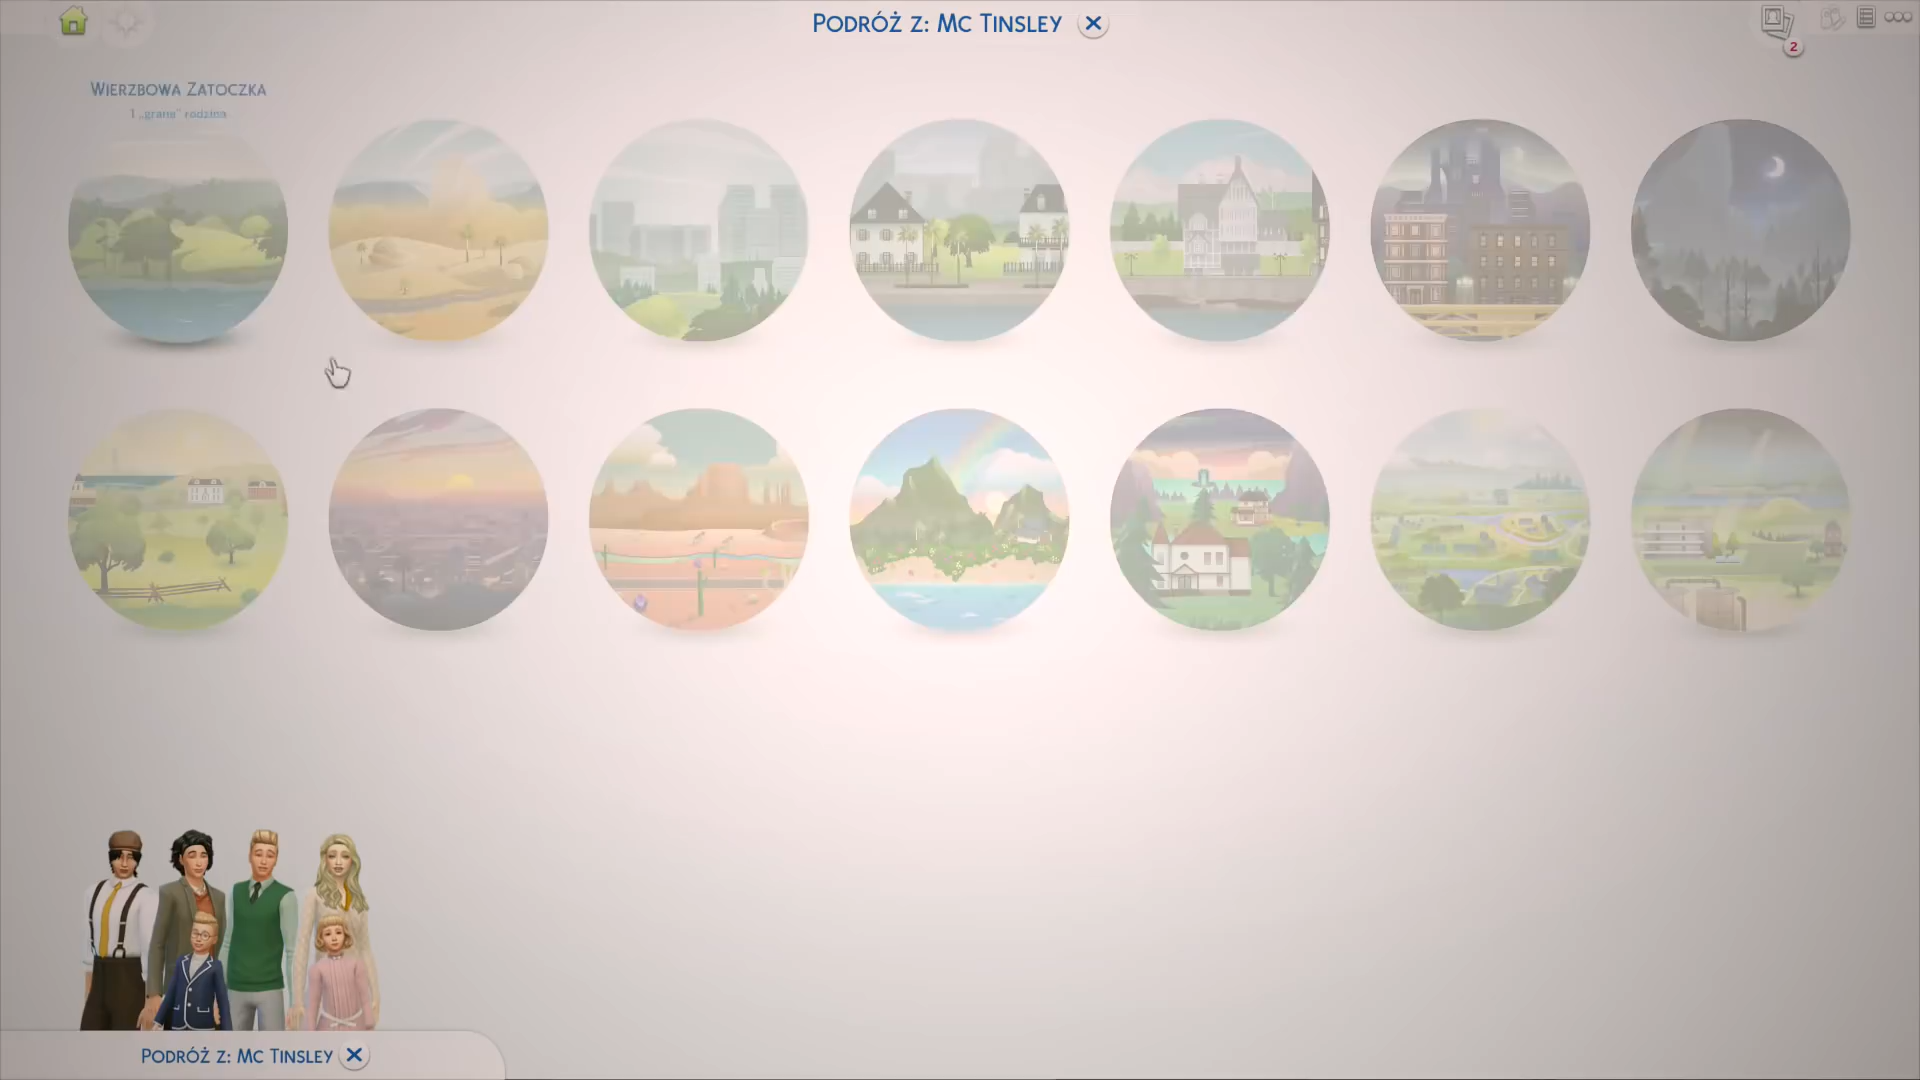 PODRÓŻ Z: MC TINSLEY
2
WIERZBOWA ZATOCZKA
1 „grana” rodzina
PODRÓŻ Z: MC TINSLEY